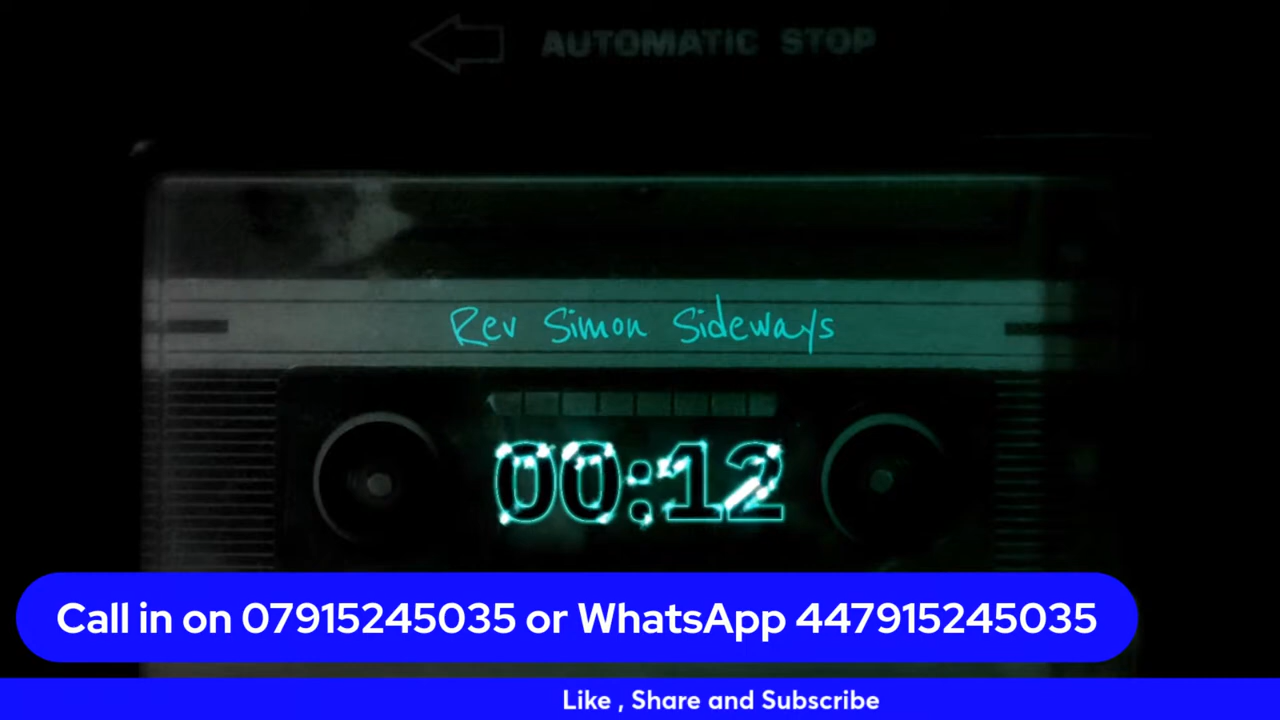 AUTOMATIC STOP
Rev Simon Sideways
00:12
Call in on 07915245035 or WhatsApp 447915245035
Like , Share and Subscribe